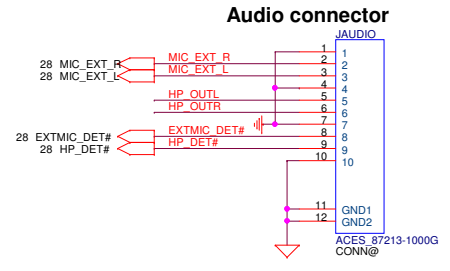 Audio connector
JAUDIO
1 1
28 MIC_EXT_R MIC_EXT_R 2 2
28 MIC_EXT_L MIC_EXT_L 3 3
4 4
HP_OUTL 5 5
HP_OUTR 6 6
7 7
28 EXTMIC_DET# EXTMIC_DET# 8 8
28 HP_DET# HP_DET# 9 9
10 10
11 GND1
12 GND2
ACES_87213-1000G
CONN@